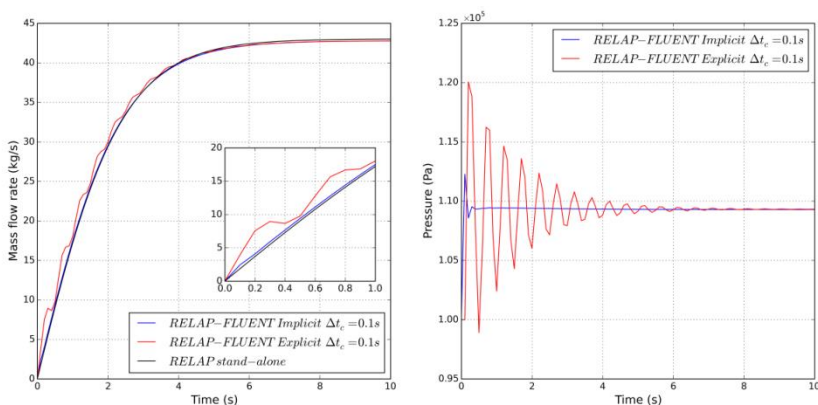 45
40
35
30
25
20
15
10
5
0
Mass flow rate (kg/s)
20
15
10
5
0
0.0 0.2 0.4 0.6 0.8 1.0
RELAP−FLUENT Implicit Δt_c = 0.1s
RELAP−FLUENT Explicit Δt_c = 0.1s
RELAP stand−alone
0 2 4 6 8 10
Time (s)
×10⁵
1.25
1.20
1.15
1.10
1.05
1.00
0.95
Pressure (Pa)
RELAP−FLUENT Implicit Δt_c = 0.1s
RELAP−FLUENT Explicit Δt_c = 0.1s
0 2 4 6 8 10
Time (s)